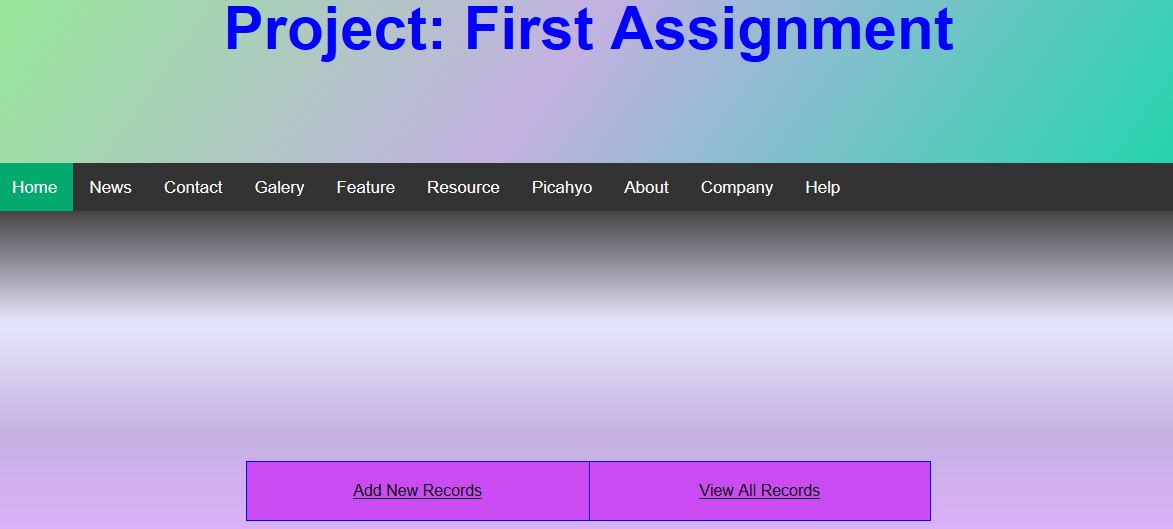 Project: First Assignment
Home News Contact Galery Feature Resource Picahyo About Company Help
Add New Records View All Records